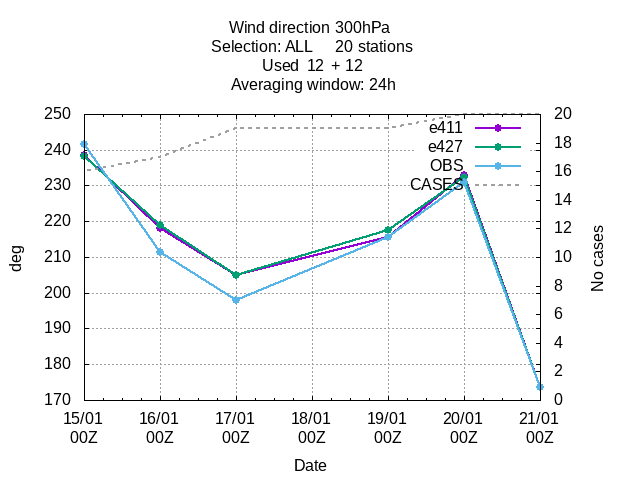 Wind direction 300hPa
Selection: ALL     20 stations
Used  12 + 12
Averaging window: 24h
e411
e427
OBS
CASES
deg
No cases
250
240
230
220
210
200
190
180
170
20
18
16
14
12
10
8
6
4
2
0
15/01 16/01 17/01 18/01 19/01 20/01 21/01
00Z 00Z 00Z 00Z 00Z 00Z 00Z
Date